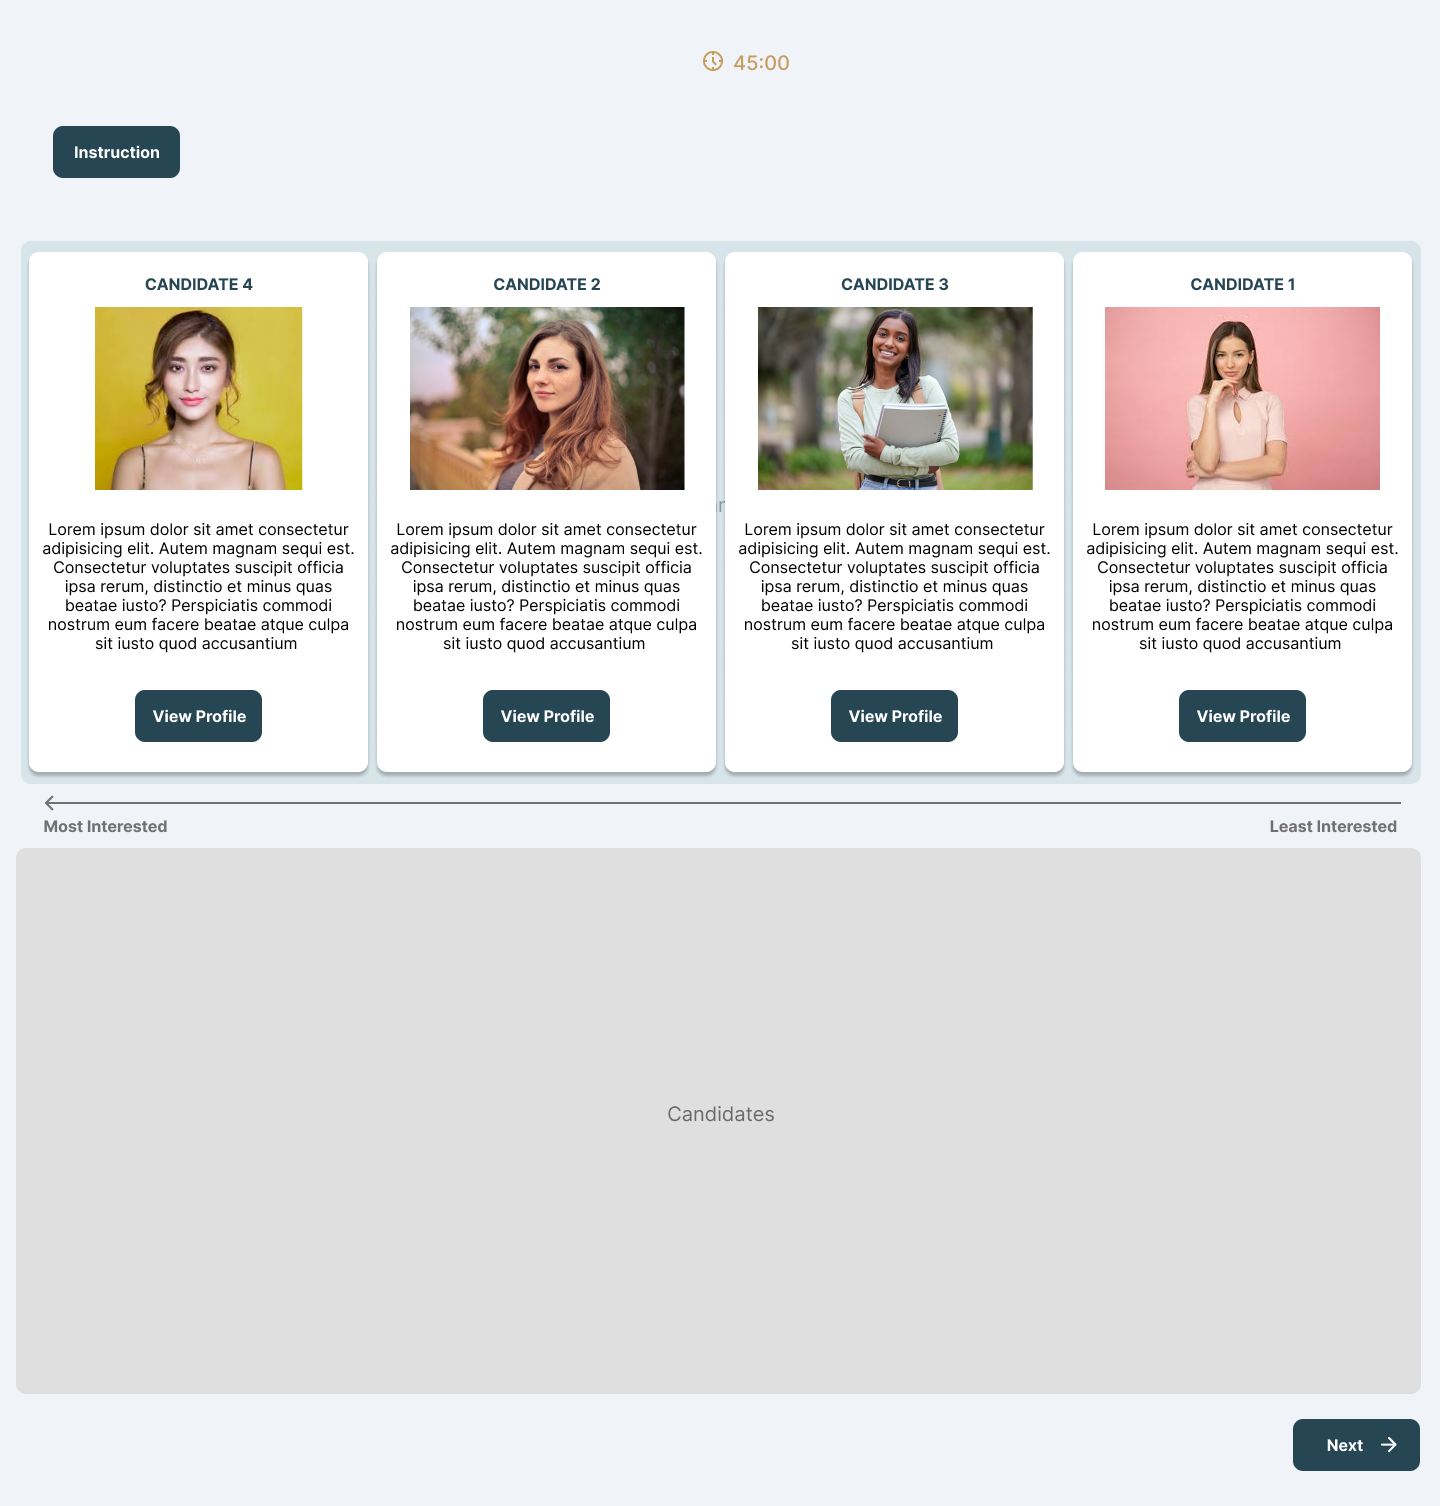 45:00
Instruction
CANDIDATE 4
Lorem ipsum dolor sit amet consectetur
adipisicing elit. Autem magnam sequi est.
Consectetur voluptates suscipit officia
ipsa rerum, distinctio et minus quas
beatae iusto? Perspiciatis commodi
nostrum eum facere beatae atque culpa
sit iusto quod accusantium
View Profile
CANDIDATE 2
Lorem ipsum dolor sit amet consectetur
adipisicing elit. Autem magnam sequi est.
Consectetur voluptates suscipit officia
ipsa rerum, distinctio et minus quas
beatae iusto? Perspiciatis commodi
nostrum eum facere beatae atque culpa
sit iusto quod accusantium
View Profile
CANDIDATE 3
Lorem ipsum dolor sit amet consectetur
adipisicing elit. Autem magnam sequi est.
Consectetur voluptates suscipit officia
ipsa rerum, distinctio et minus quas
beatae iusto? Perspiciatis commodi
nostrum eum facere beatae atque culpa
sit iusto quod accusantium
View Profile
CANDIDATE 1
Lorem ipsum dolor sit amet consectetur
adipisicing elit. Autem magnam sequi est.
Consectetur voluptates suscipit officia
ipsa rerum, distinctio et minus quas
beatae iusto? Perspiciatis commodi
nostrum eum facere beatae atque culpa
sit iusto quod accusantium
View Profile
Most Interested
Least Interested
Candidates
Next